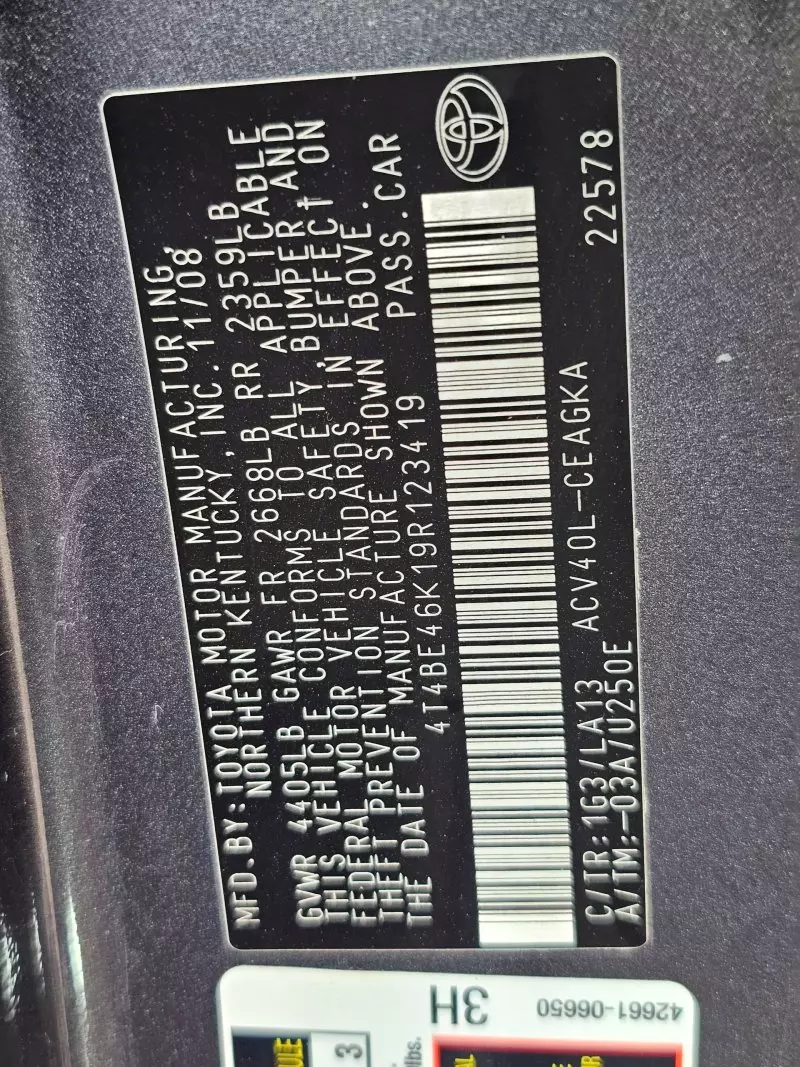 MFD.BY:TOYOTA MOTOR MANUFACTURING,
NORTHERN KENTUCKY, INC. 11/08
GVWR 4405LB GAWR FR 2668LB RR 2359LB
THIS VEHICLE CONFORMS TO ALL APPLICABLE
FEDERAL MOTOR VEHICLE SAFETY,BUMPER,AND
THEFT PREVENTION STANDARDS IN EFFECT ON
THE DATE OF MANUFACTURE SHOWN ABOVE.
4T4BE46K19R123419 PASS.CAR
C/TR:1G3/LA13 ACV40L-CEAGKA 22578
A/TM:-03A/U250E
3H
42661-06650
3
lbs.